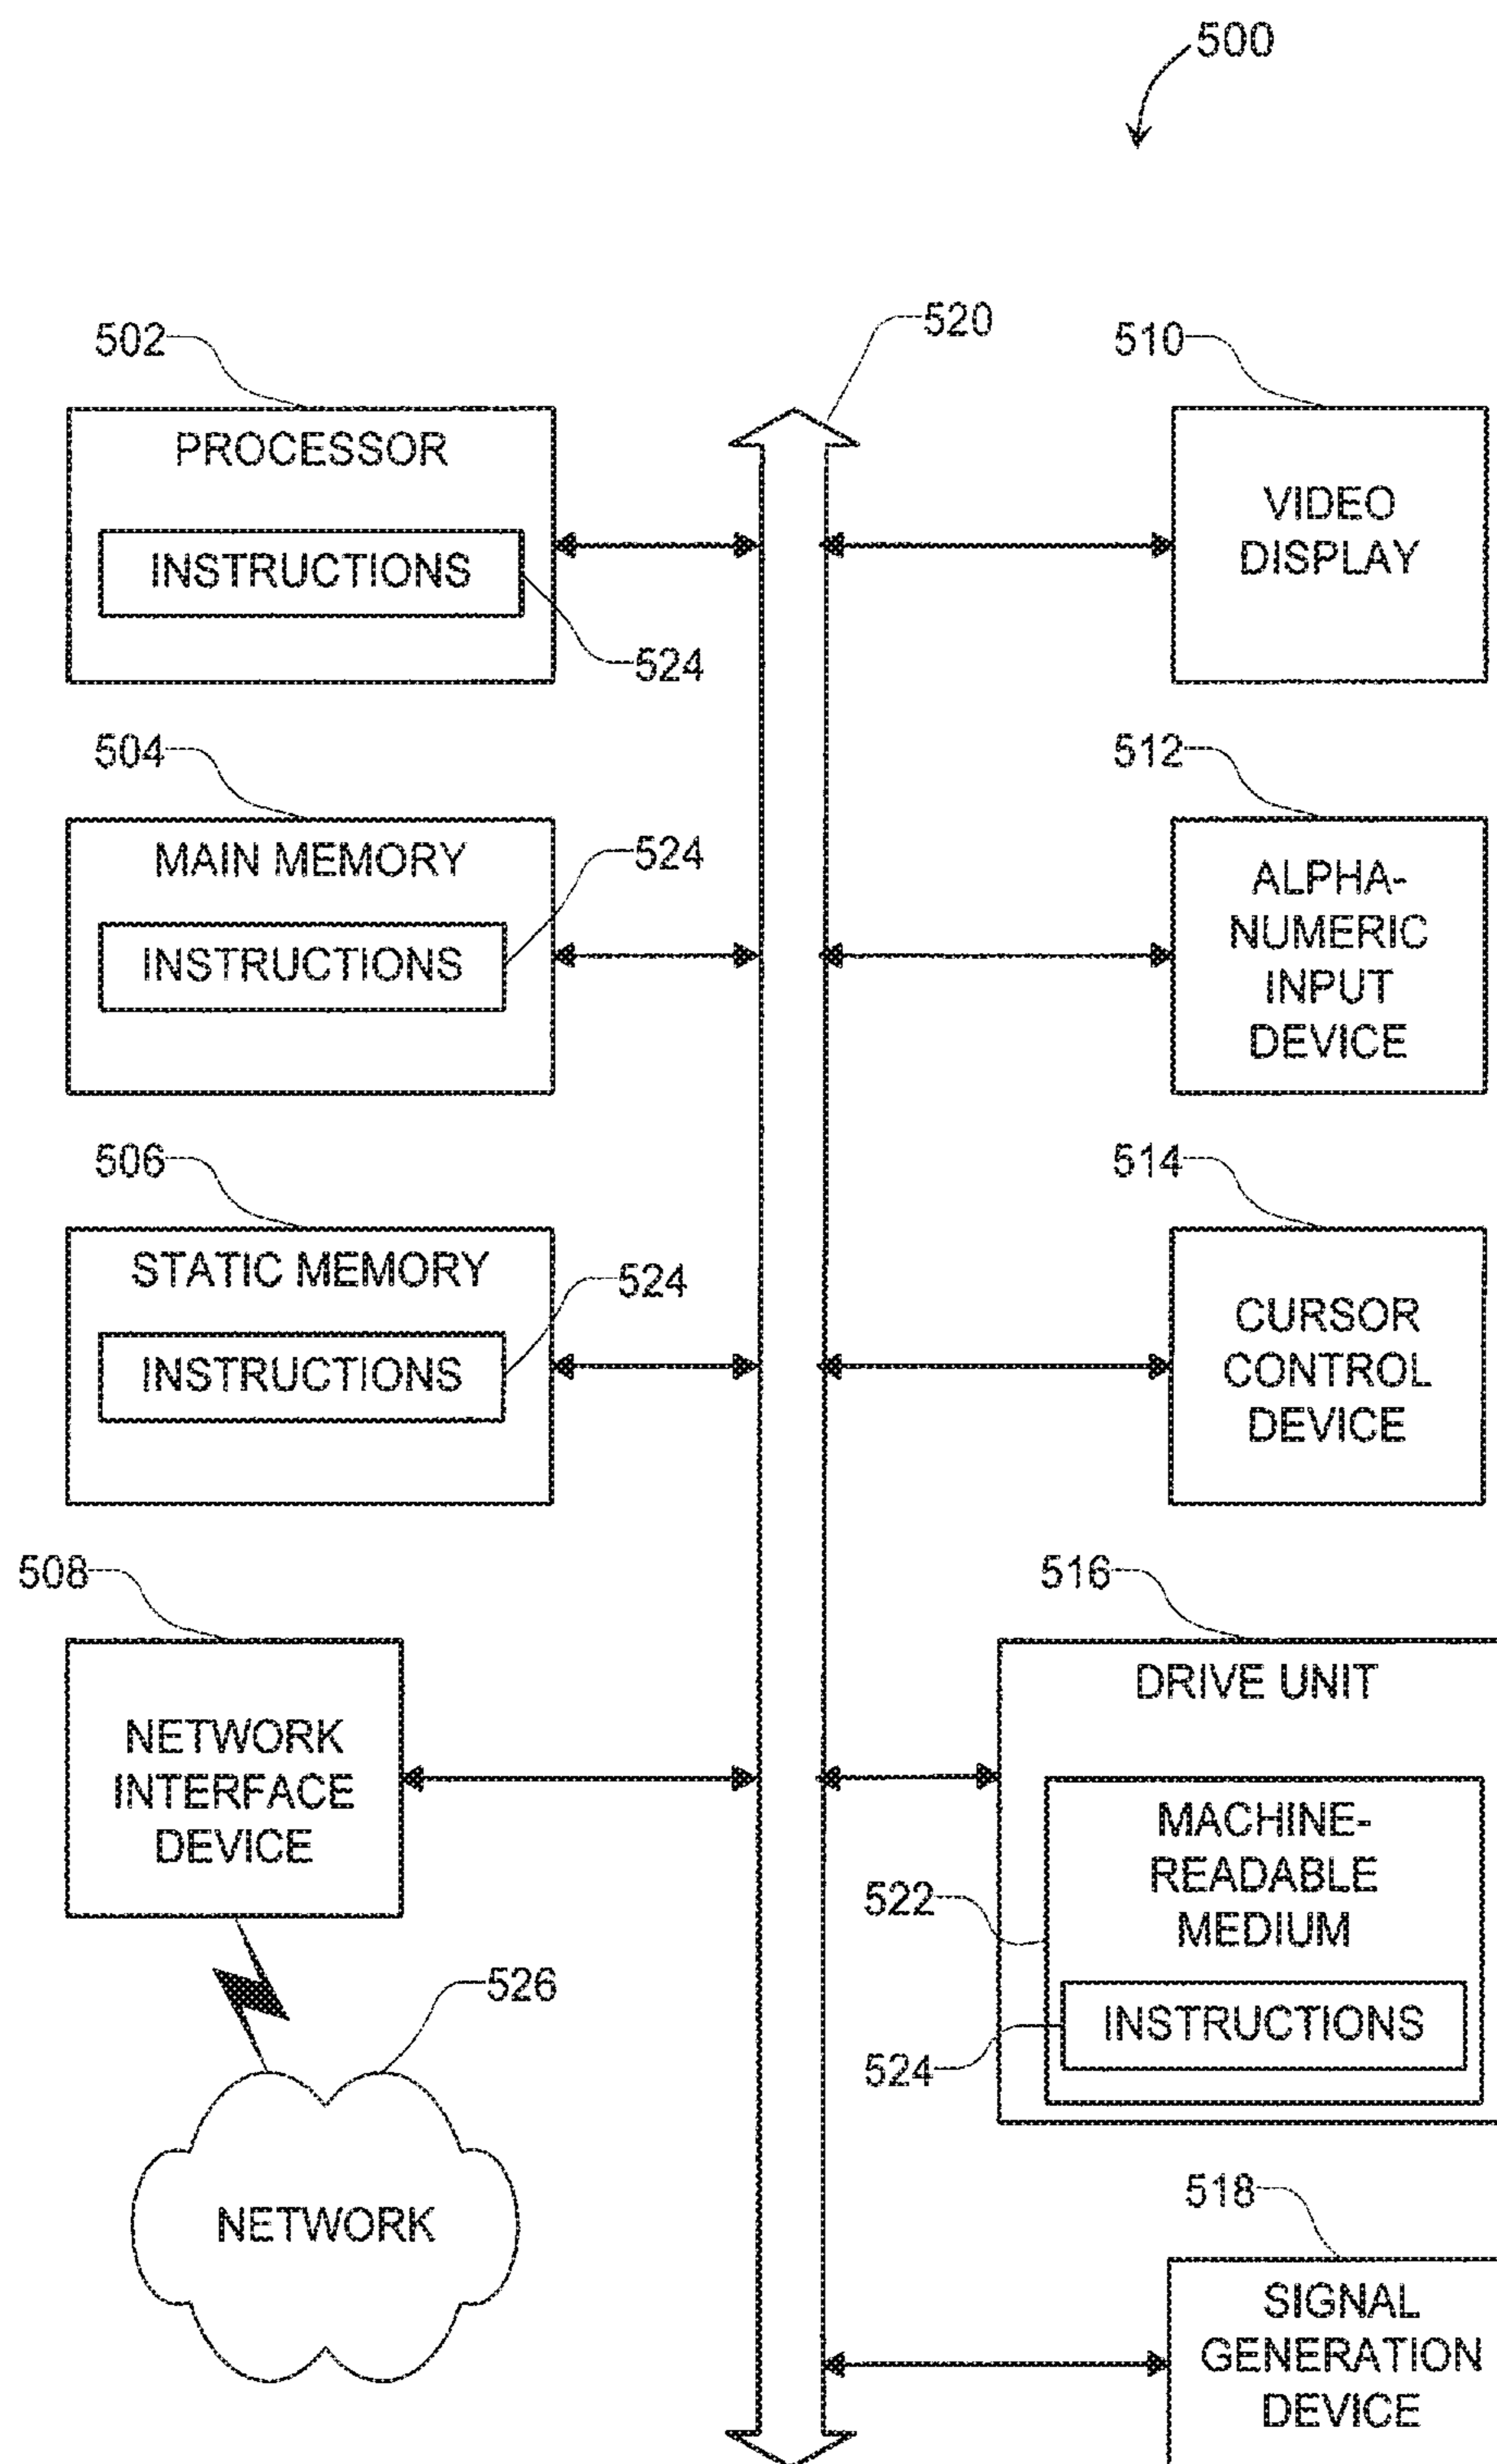 500
502
520
510
PROCESSOR
INSTRUCTIONS
524
VIDEO
DISPLAY
504
512
MAIN MEMORY
524
INSTRUCTIONS
ALPHA-
NUMERIC
INPUT
DEVICE
506
514
STATIC MEMORY
524
INSTRUCTIONS
CURSOR
CONTROL
DEVICE
508
516
NETWORK
INTERFACE
DEVICE
DRIVE UNIT
MACHINE-
READABLE
MEDIUM
522
INSTRUCTIONS
524
526
NETWORK
518
SIGNAL
GENERATION
DEVICE